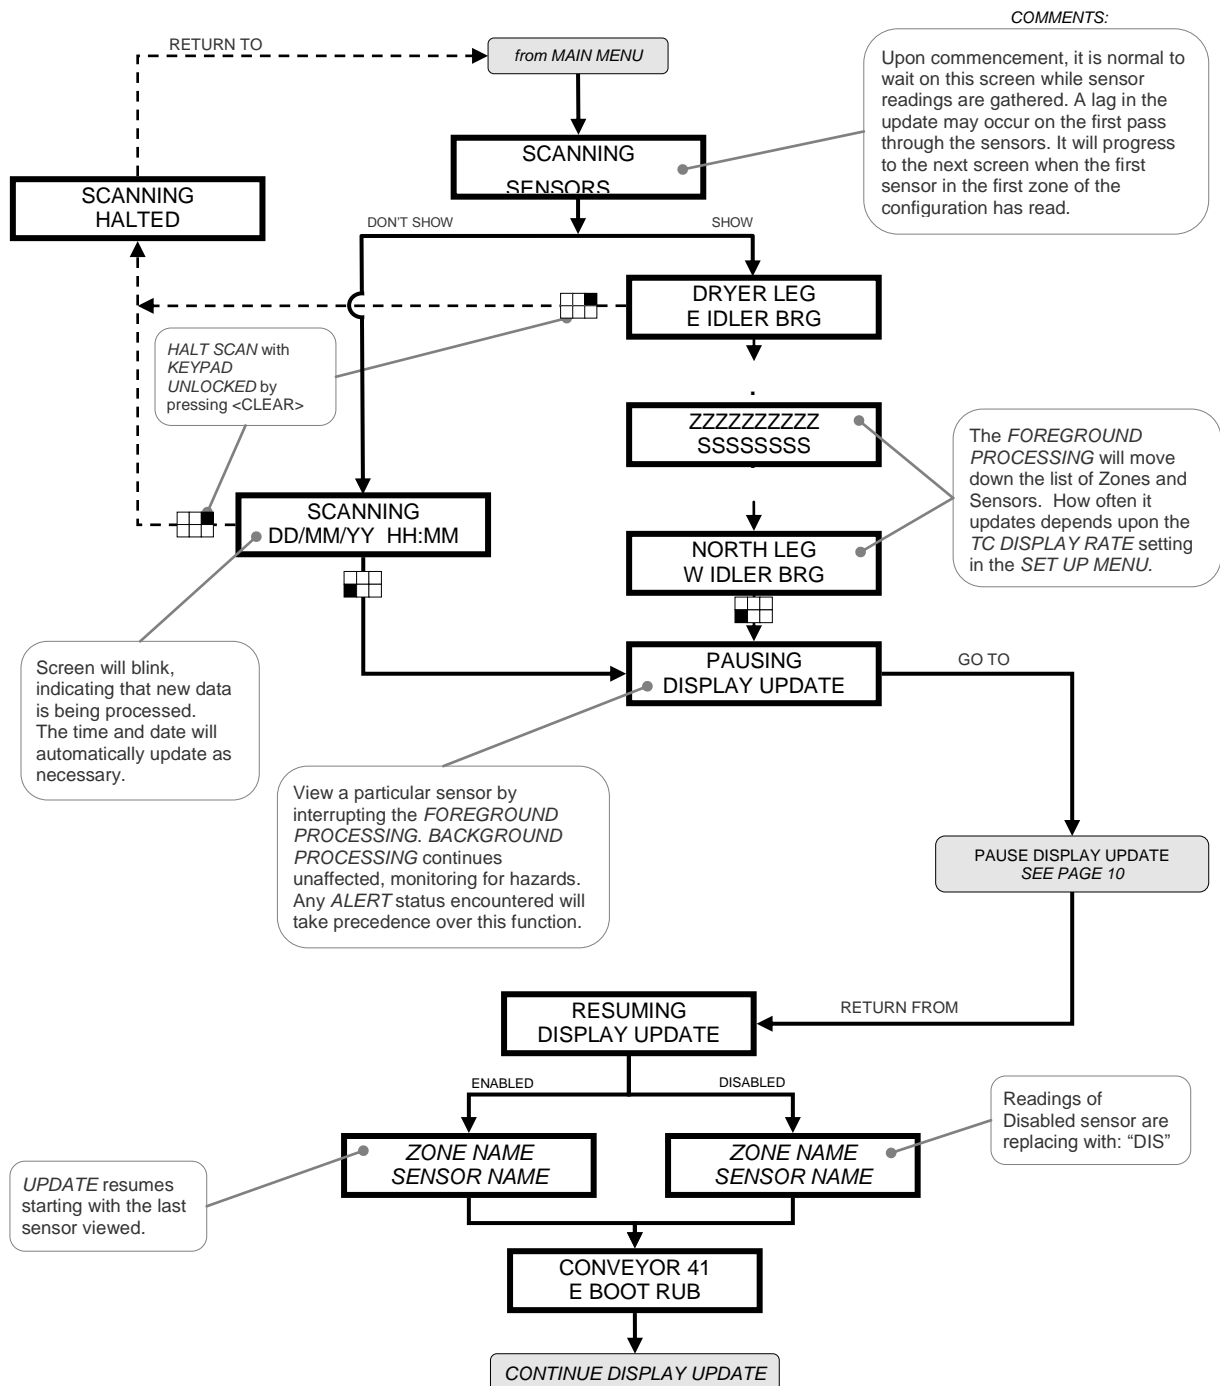 COMMENTS:
RETURN TO
from MAIN MENU
Upon commencement, it is normal to
wait on this screen while sensor
readings are gathered. A lag in the
update may occur on the first pass
through the sensors. It will progress
to the next screen when the first
sensor in the first zone of the
configuration has read.
SCANNING
SENSORS
SCANNING
HALTED
DON'T SHOW
SHOW
DRYER LEG
E IDLER BRG
HALT SCAN with
KEYPAD
UNLOCKED by
pressing <CLEAR>
.
ZZZZZZZZZZ
SSSSSSSS
.
The FOREGROUND
PROCESSING will move
down the list of Zones and
Sensors. How often it
updates depends upon the
TC DISPLAY RATE setting
in the SET UP MENU.
SCANNING
DD/MM/YY HH:MM
NORTH LEG
W IDLER BRG
Screen will blink,
indicating that new data
is being processed.
The time and date will
automatically update as
necessary.
PAUSING
DISPLAY UPDATE
GO TO
View a particular sensor by
interrupting the FOREGROUND
PROCESSING. BACKGROUND
PROCESSING continues
unaffected, monitoring for hazards.
Any ALERT status encountered will
take precedence over this function.
PAUSE DISPLAY UPDATE
SEE PAGE 10
RESUMING
DISPLAY UPDATE
RETURN FROM
ENABLED
DISABLED
ZONE NAME
SENSOR NAME
ZONE NAME
SENSOR NAME
Readings of
Disabled sensor are
replacing with: “DIS”
UPDATE resumes
starting with the last
sensor viewed.
CONVEYOR 41
E BOOT RUB
CONTINUE DISPLAY UPDATE